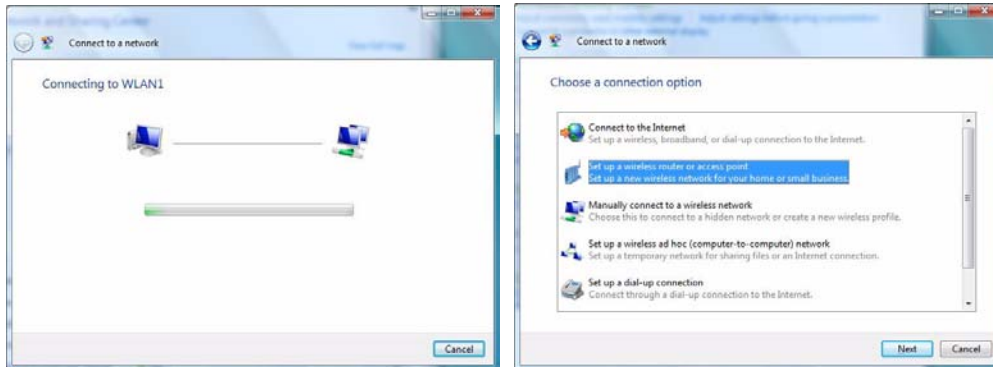 Connect to a network
Connecting to WLAN1
Cancel
Connect to a network
Choose a connection option
Connect to the Internet
Set up a wireless, broadband, or dial-up connection to the Internet.
Set up a wireless router or access point
Set up a new wireless network for your home or small business.
Manually connect to a wireless network
Choose this to connect to a hidden network or create a new wireless profile.
Set up a wireless ad hoc (computer-to-computer) network
Set up a temporary network for sharing files or an Internet connection.
Set up a dial-up connection
Connect through a dial-up connection to the Internet.
Next
Cancel